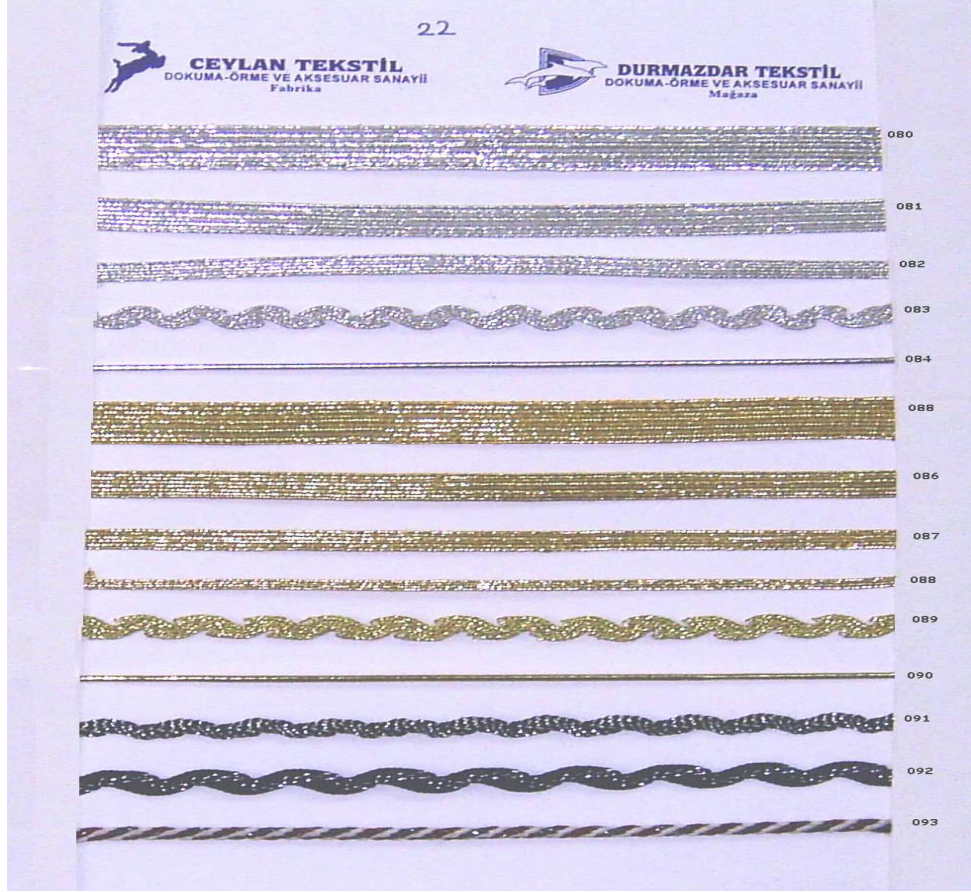 22
CEYLAN TEKSTİL
DOKUMA-ÖRME VE AKSESUAR SANAYİİ
Fabrika
DURMAZDAR TEKSTİL
DOKUMA-ÖRME VE AKSESUAR SANAYİİ
Mağaza
080
081
082
083
084
088
086
087
088
089
090
091
092
093